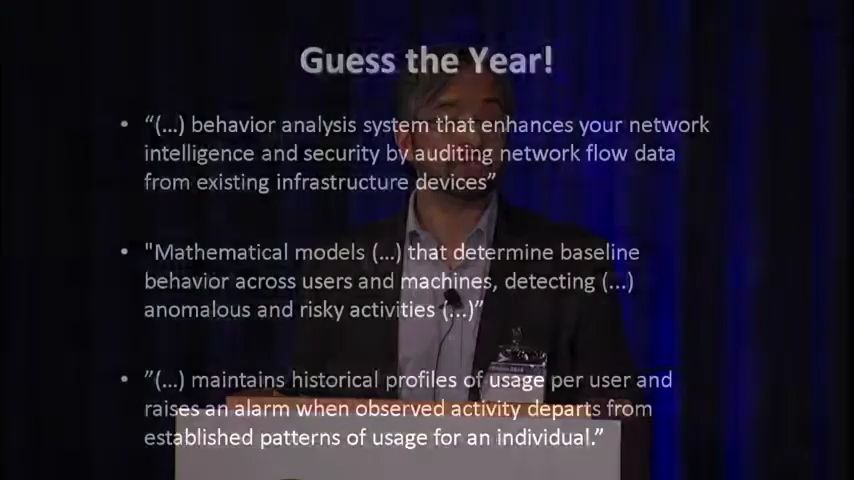 Guess the Year!
• “(...) behavior analysis system that enhances your network
intelligence and security by auditing network flow data
from existing infrastructure devices”
• "Mathematical models (...) that determine baseline
behavior across users and machines, detecting (...)
anomalous and risky activities (...)”
• ”(...) maintains historical profiles of usage per user and
raises an alarm when observed activity departs from
established patterns of usage for an individual.”